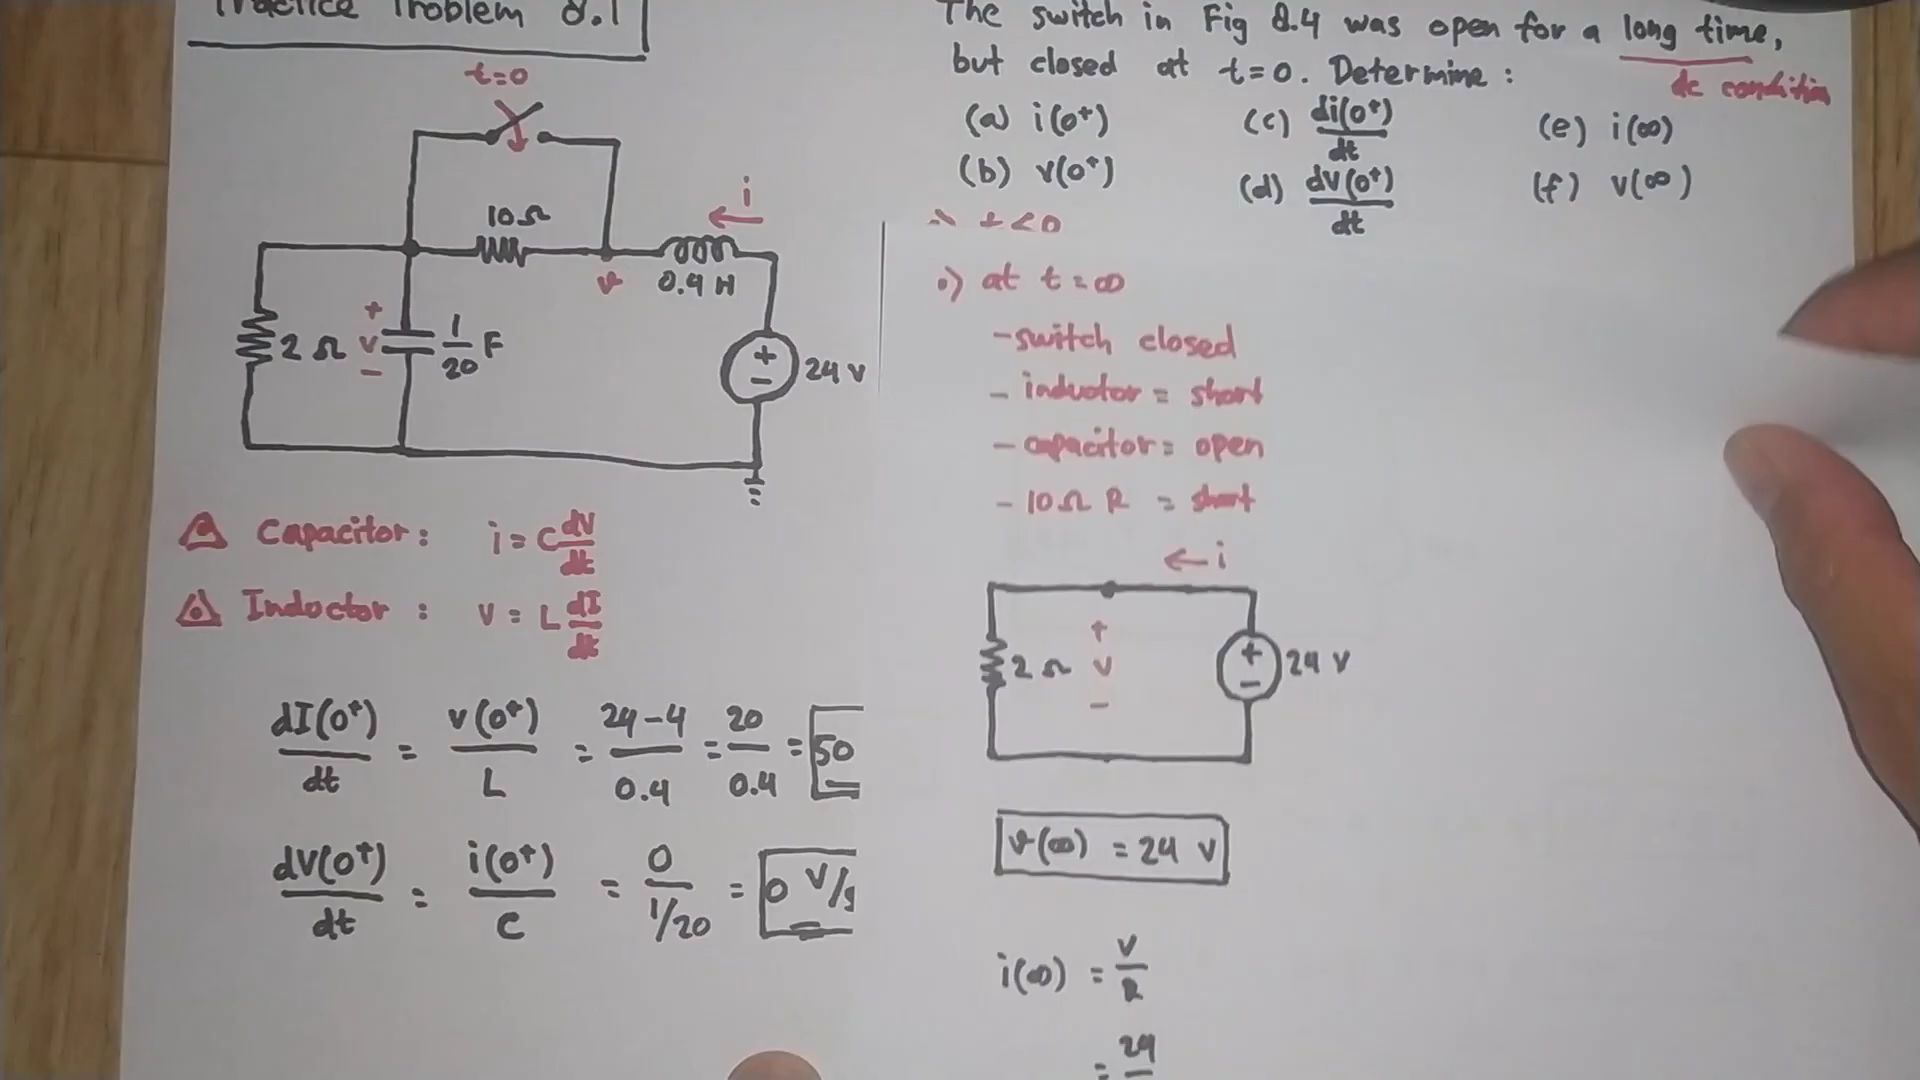 Practice Problem 8.1
t=0
i
10Ω
0.4 H
v
2 Ω
+
v
-
1/20 F
+
-
24 V
Capacitor: i = C dV/dt
Inductor: v = L dI/dt
dI(0⁺)/dt = v(0⁺)/L = 24-4/0.4 = 20/0.4 = 50
dV(0⁺)/dt = i(0⁺)/C = 0/1/20 = 0 V/s
The switch in Fig 8.4 was open for a long time,
but closed at t=0. Determine:
dc condition
(a) i(0⁺) (c) di(0⁺)/dt (e) i(∞)
(b) v(0⁺) (d) dV(0⁺)/dt (f) v(∞)
t<0
at t=∞
- switch closed
- inductor = short
- capacitor = open
- 10Ω R = short
← i
2 Ω
+
v
-
+
-
24 V
v(∞) = 24 V
i(∞) = V/R
= 24